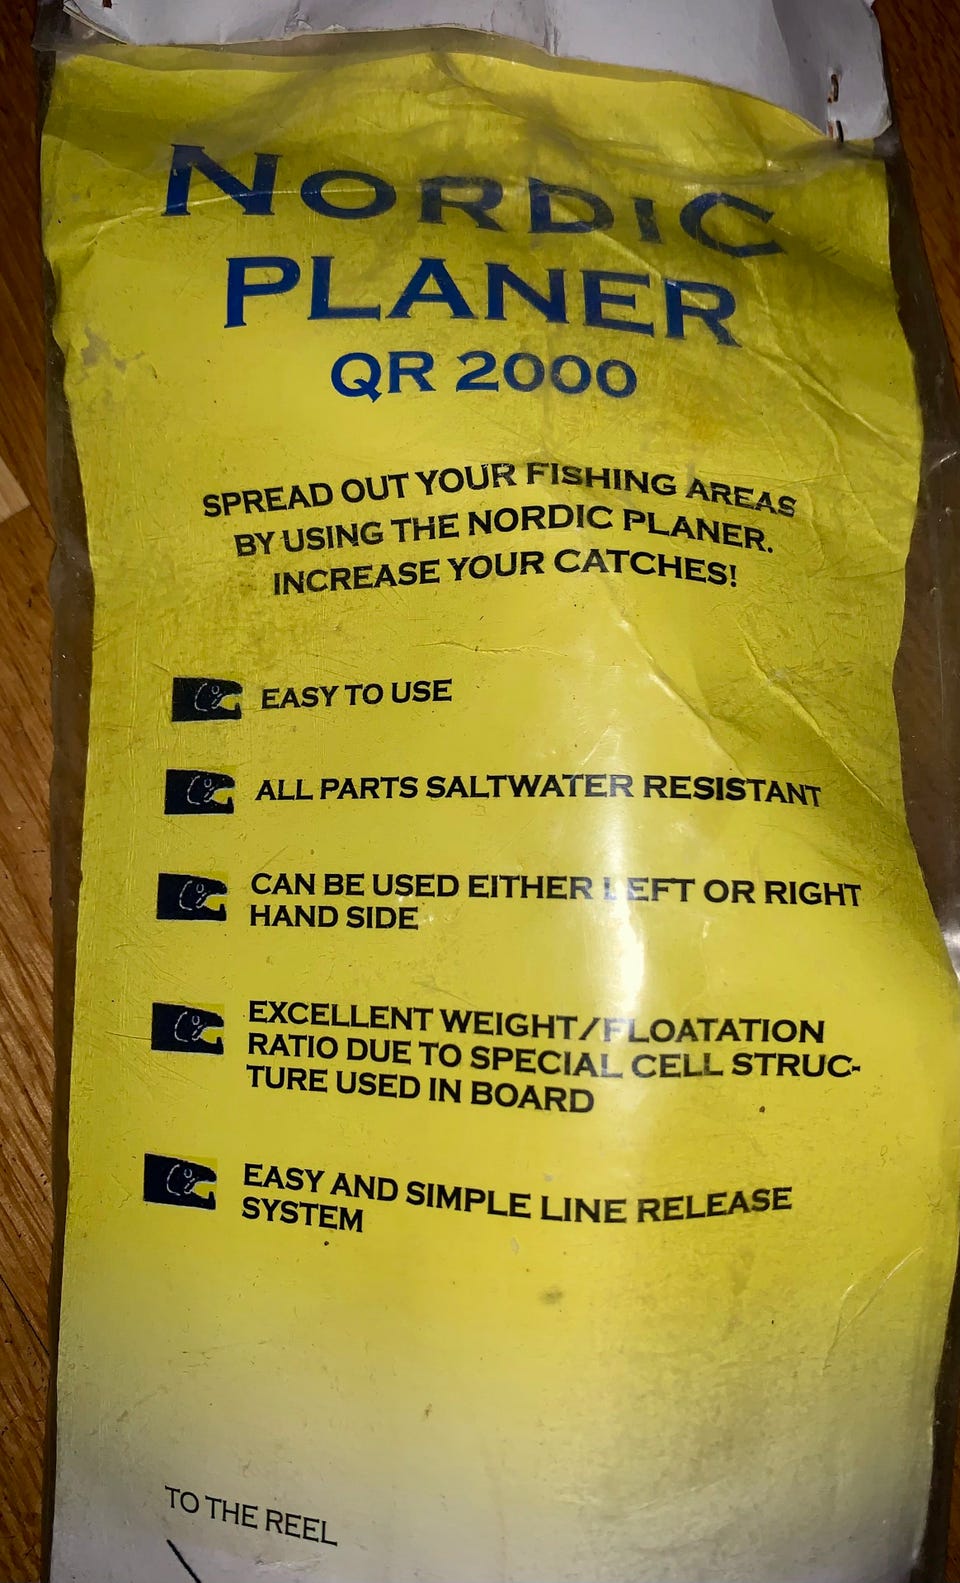 NORDIC
PLANER
QR 2000
SPREAD OUT YOUR FISHING AREAS
BY USING THE NORDIC PLANER.
INCREASE YOUR CATCHES!
EASY TO USE
ALL PARTS SALTWATER RESISTANT
CAN BE USED EITHER LEFT OR RIGHT
HAND SIDE
EXCELLENT WEIGHT/FLOATATION
RATIO DUE TO SPECIAL CELL STRUC-
TURE USED IN BOARD
EASY AND SIMPLE LINE RELEASE
SYSTEM
TO THE REEL